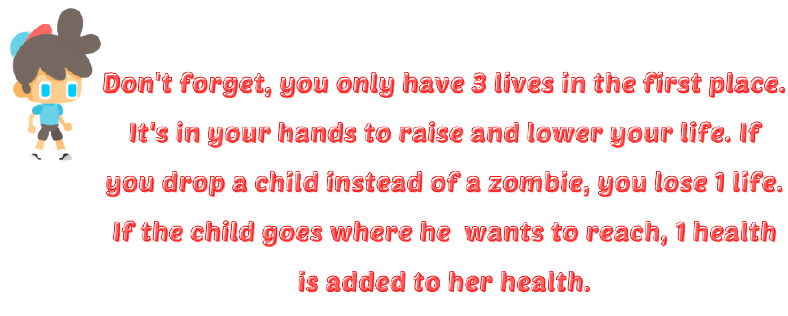 Don't forget, you only have 3 lives in the first place.
It's in your hands to raise and lower your life. If
you drop a child instead of a zombie, you lose 1 life.
If the child goes where he  wants to reach, 1 health
is added to her health.